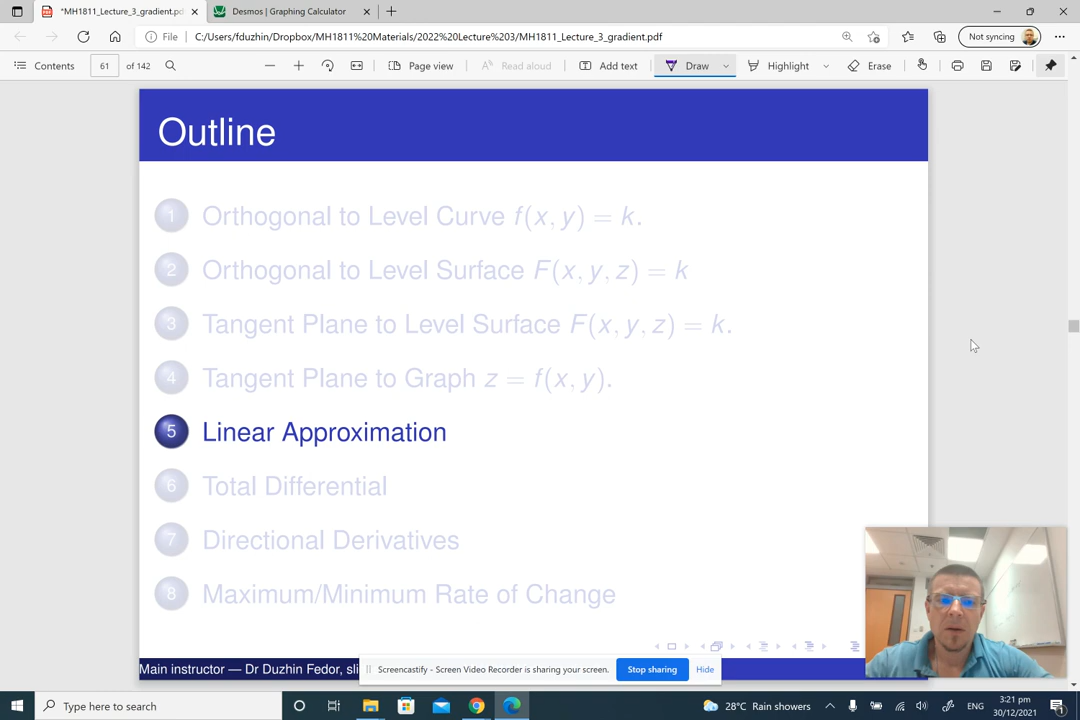 *MH1811_Lecture_3_gradient.pd
Desmos | Graphing Calculator
File
C:/Users/fduzhin/Dropbox/MH1811%20Materials/2022%20Lecture%203/MH1811_Lecture_3_gradient.pdf
Not syncing
Contents
61
of 142
Page view
Read aloud
Add text
Draw
Highlight
Erase
Outline
1 Orthogonal to Level Curve f(x, y) = k.
2 Orthogonal to Level Surface F(x, y, z) = k
3 Tangent Plane to Level Surface F(x, y, z) = k.
4 Tangent Plane to Graph z = f(x, y).
5 Linear Approximation
6 Total Differential
7 Directional Derivatives
8 Maximum/Minimum Rate of Change
Main instructor — Dr Duzhin Fedor, sli
Screencastify - Screen Video Recorder is sharing your screen.
Stop sharing
Hide
Type here to search
28°C Rain showers
ENG
3:21 pm
30/12/2021
1